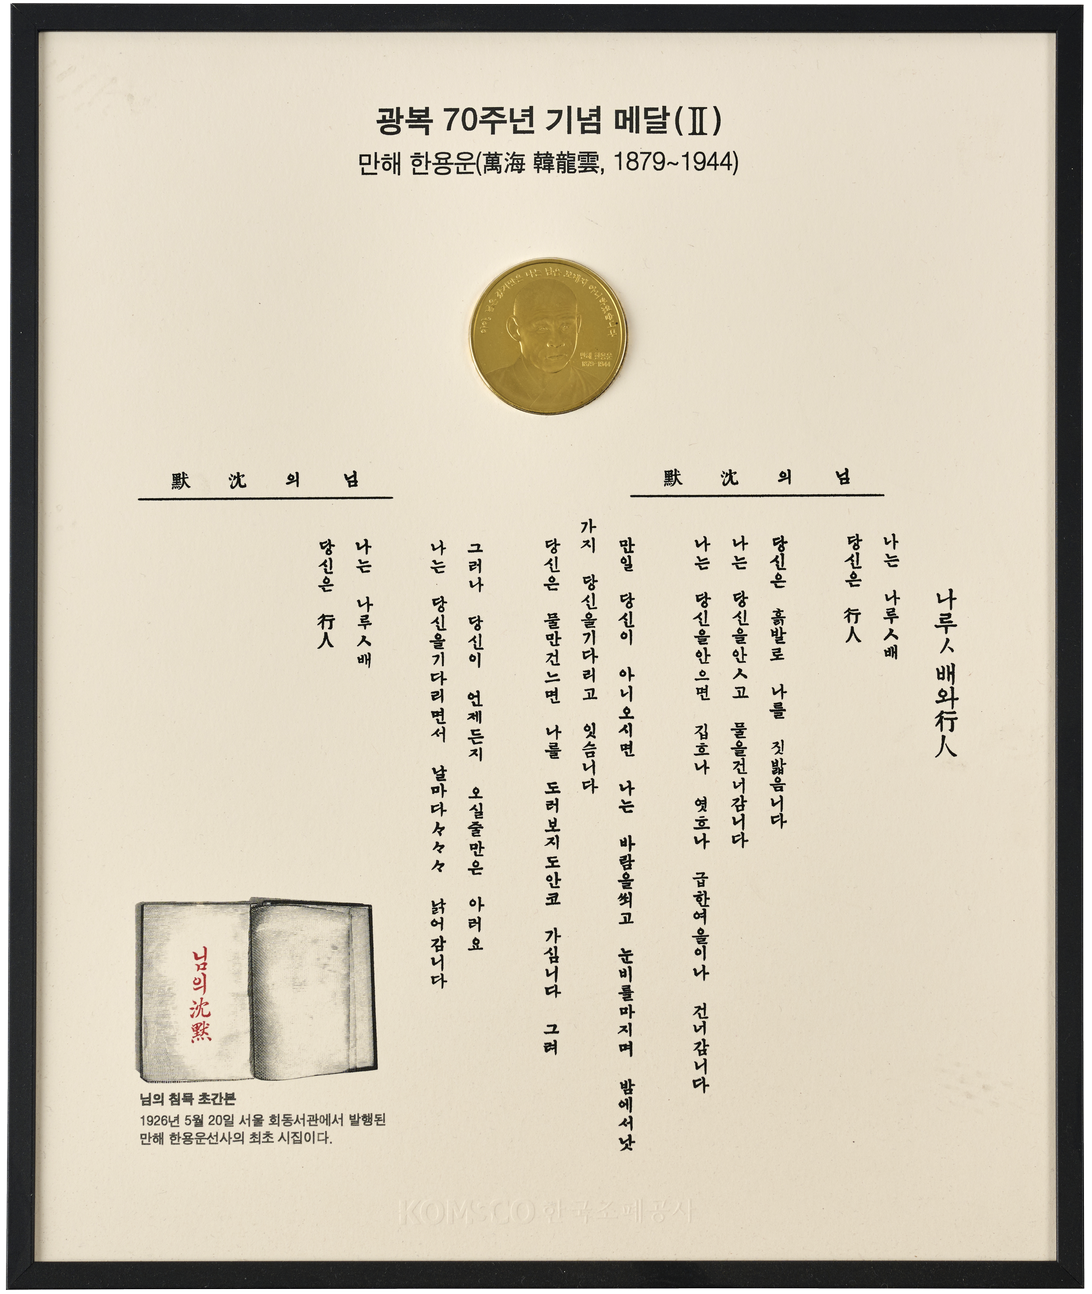 광복 70주년 기념 메달(Ⅱ)
만해 한용운(萬海 韓龍雲, 1879~1944)
만해 한용운
1879-1944
님의沈默
나루ㅅ배와行人
나는 나루ㅅ배
당신은 行人
당신은 흙발로 나를 짓밟음니다
나는 당신을안ㅅ고 물을건너감니다
나는 당신을안으면 깁흐나 엿흐나 급한여을이나 건너감니다
만일 당신이 아니오시면 나는 바람을쐬고 눈비를마지며 밤에서낫
가지 당신을기다리고 잇슴니다
당신은 물만건느면 나를 도러보지도안코 가심니다 그려
님의沈默
그러나 당신이 언제든지 오실줄만은 아러요
나는 당신을기다리면서 날마다々々々 낡어감니다
나는 나루ㅅ배
당신은 行人
님의沈默
님의 침묵 초간본
1926년 5월 20일 서울 회동서관에서 발행된
만해 한용운선사의 최초 시집이다.
KOMSCO 한국조폐공사